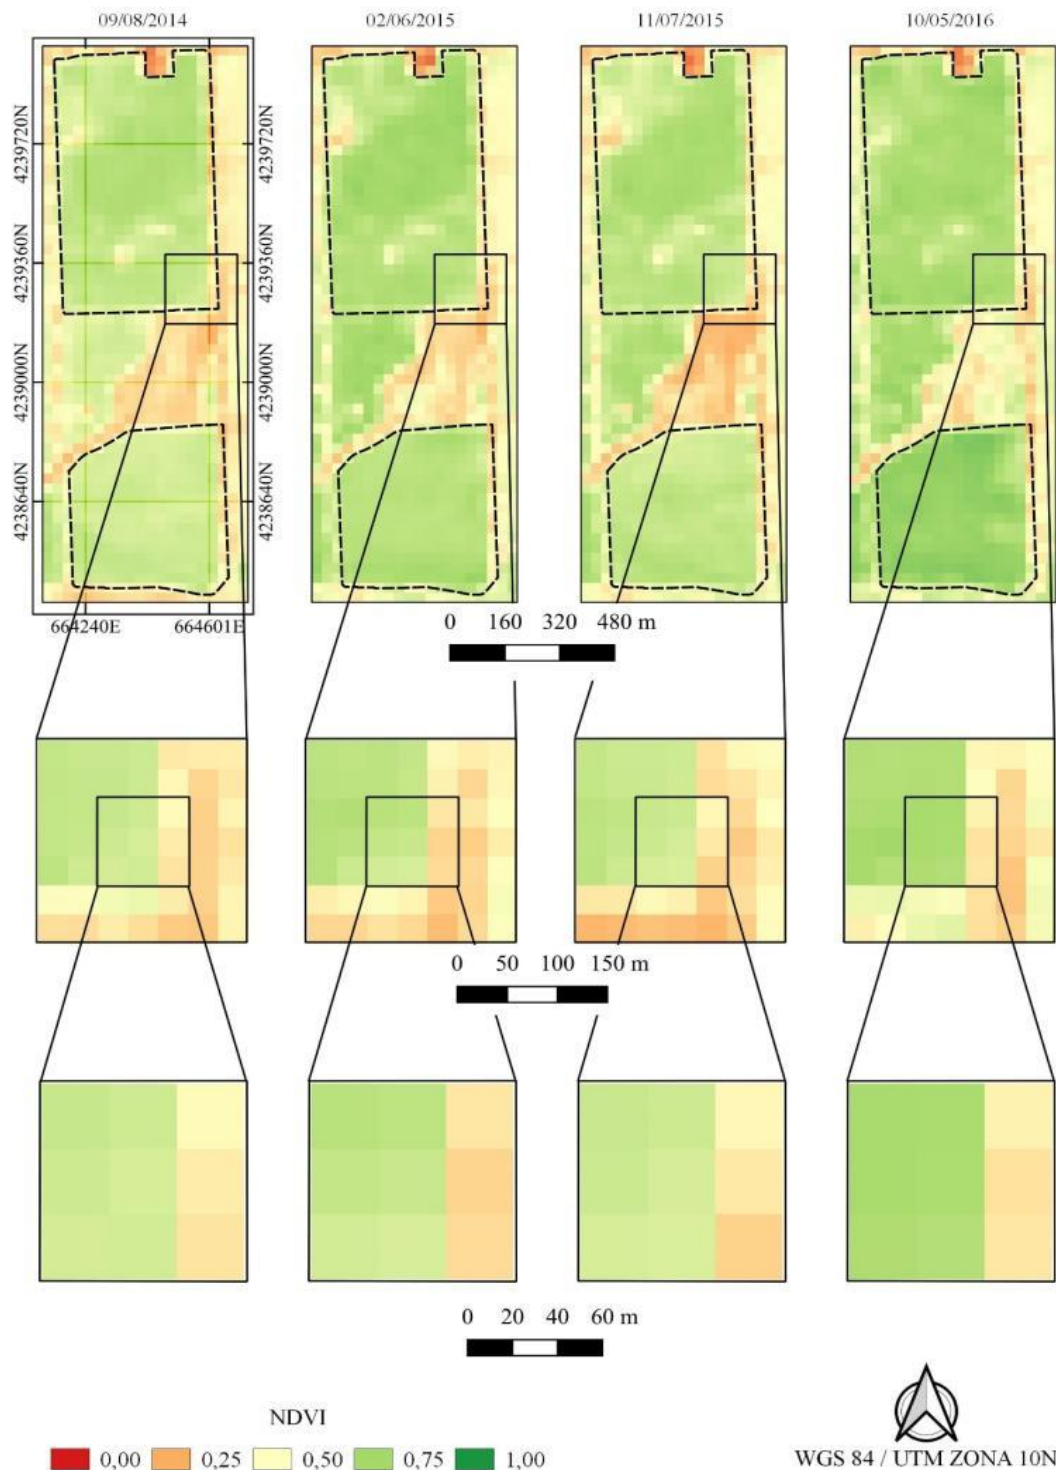 09/08/2014 02/06/2015 11/07/2015 10/05/2016
4239720N 4239720N
4239360N 4239360N
4239000N 4239000N
4238640N 4238640N
664240E 664601E
0 160 320 480 m
0 50 100 150 m
0 20 40 60 m
NDVI
0,00 0,25 0,50 0,75 1,00
WGS 84 / UTM ZONA 10N